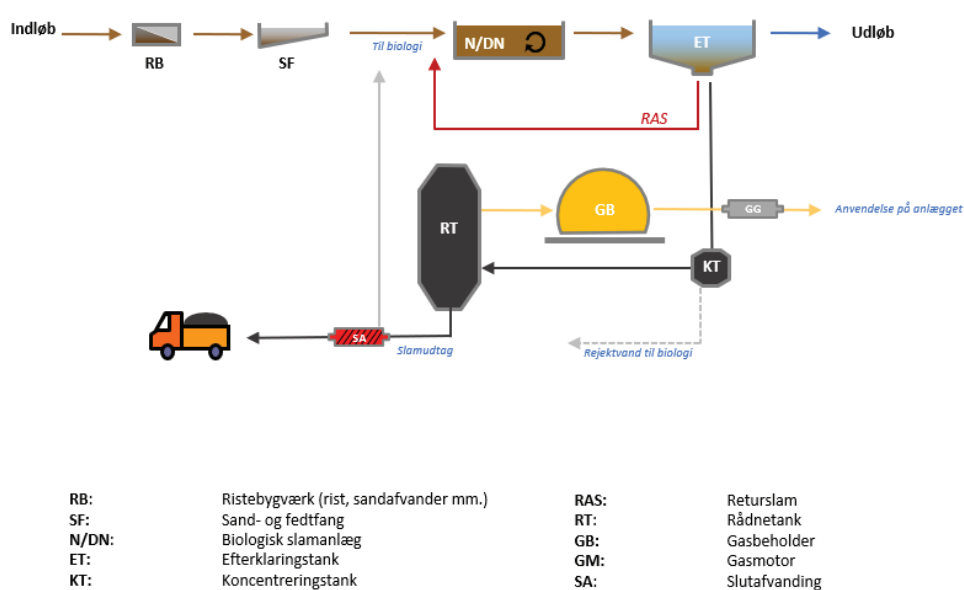 Indløb
Udløb
Til biologi
N/DN
ET
RB
SF
RAS
RT
GB
GG
Anvendelse på anlægget
KT
SA
Slamudtag
Rejektvand til biologi
RB: Ristebygværk (rist, sandafvander mm.)
SF: Sand- og fedtfang
N/DN: Biologisk slamanlæg
ET: Efterklaringstank
KT: Koncentreringstank
RAS: Returslam
RT: Rådnetank
GB: Gasbeholder
GM: Gasmotor
SA: Slutafvanding